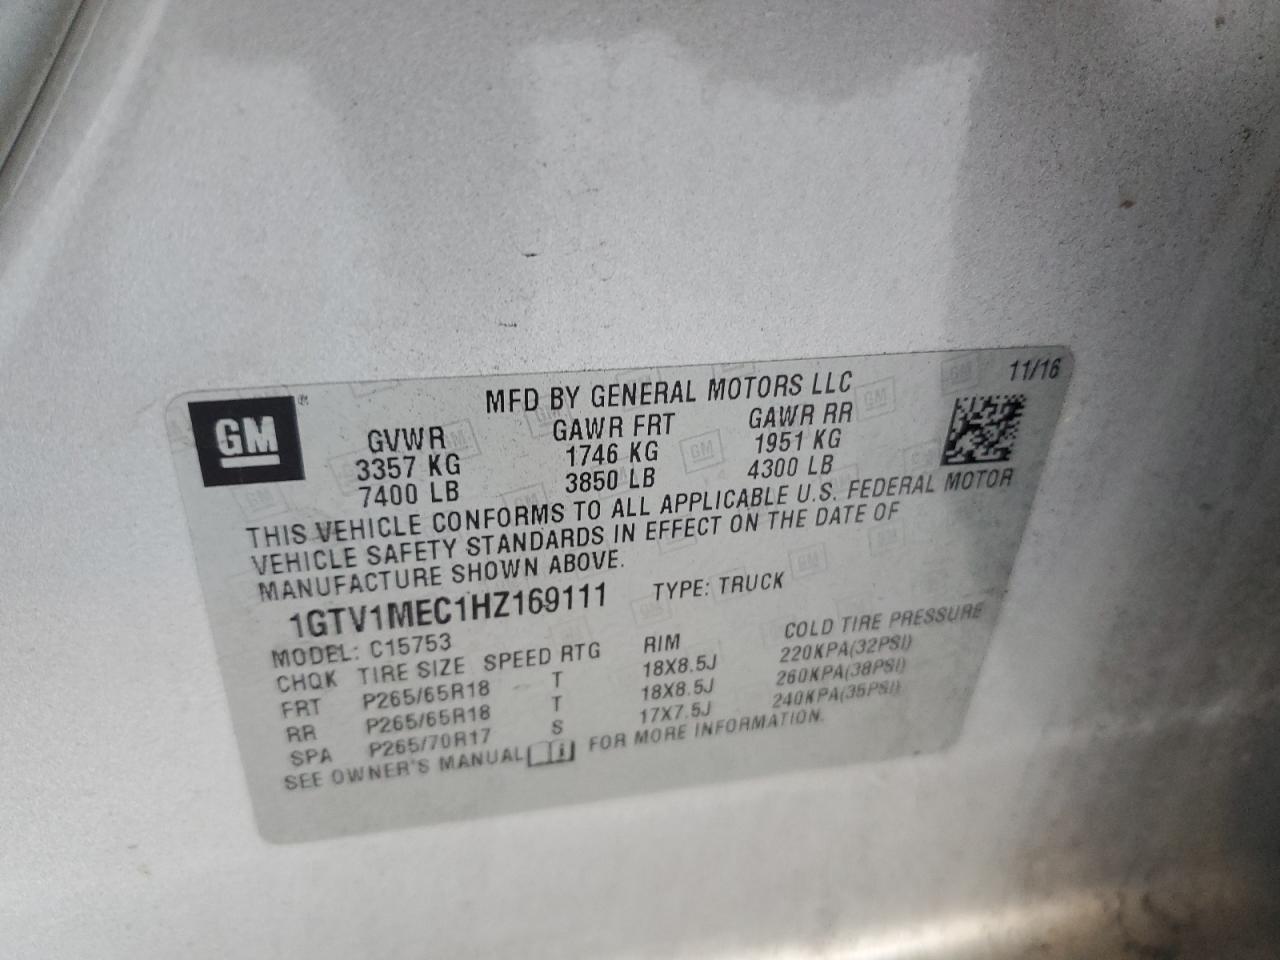 11/16
GM
MFD BY GENERAL MOTORS LLC
GVWR GAWR FRT GAWR RR
3357 KG 1746 KG 1951 KG
7400 LB 3850 LB 4300 LB
THIS VEHICLE CONFORMS TO ALL APPLICABLE U.S. FEDERAL MOTOR
VEHICLE SAFETY STANDARDS IN EFFECT ON THE DATE OF
MANUFACTURE SHOWN ABOVE.
1GTV1MEC1HZ169111 TYPE: TRUCK
MODEL: C15753
CHQK TIRE SIZE SPEED RTG RIM COLD TIRE PRESSURE
FRT P265/65R18 T 18X8.5J 220KPA(32PSI)
RR P265/65R18 T 18X8.5J 260KPA(38PSI)
SPA P265/70R17 S 17X7.5J 240KPA(35PSI)
SEE OWNER'S MANUAL FOR MORE INFORMATION.